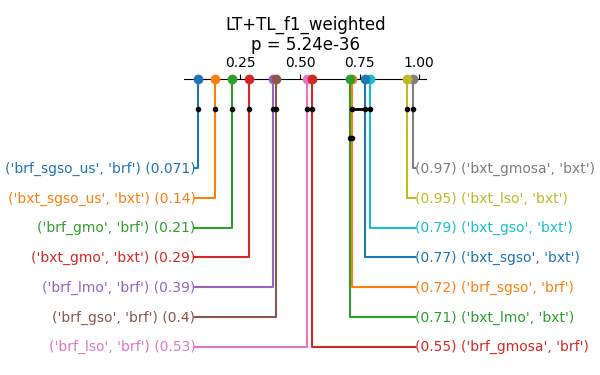 LT+TL_f1_weighted
p = 5.24e-36
0.25 0.50 0.75 1.00
('brf_sgso_us', 'brf') (0.071) (0.97) ('bxt_gmosa', 'bxt')
('bxt_sgso_us', 'bxt') (0.14) (0.95) ('bxt_lso', 'bxt')
('brf_gmo', 'brf') (0.21) (0.79) ('bxt_gso', 'bxt')
('bxt_gmo', 'bxt') (0.29) (0.77) ('bxt_sgso', 'bxt')
('brf_lmo', 'brf') (0.39) (0.72) ('brf_sgso', 'brf')
('brf_gso', 'brf') (0.4) (0.71) ('bxt_lmo', 'bxt')
('brf_lso', 'brf') (0.53) (0.55) ('brf_gmosa', 'brf')